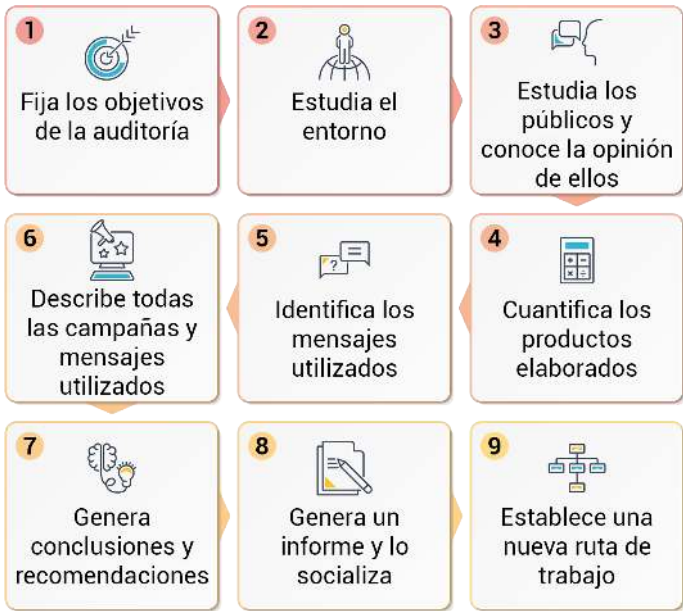 1
Fija los objetivos
de la auditoría
2
Estudia el
entorno
3
Estudia los
públicos y
conoce la opinión
de ellos
4
Cuantifica los
productos
elaborados
5
?
Identifica los
mensajes
utilizados
6
Describe todas
las campañas y
mensajes
utilizados
7
Genera
conclusiones y
recomendaciones
8
Genera un
informe y lo
socializa
9
Establece una
nueva ruta de
trabajo